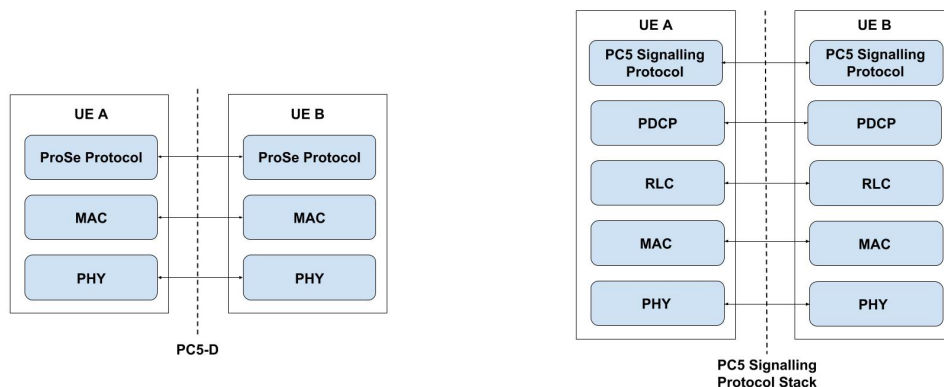 UE A
UE B
ProSe Protocol
ProSe Protocol
MAC
MAC
PHY
PHY
PC5-D
UE A
UE B
PC5 Signalling
Protocol
PC5 Signalling
Protocol
PDCP
PDCP
RLC
RLC
MAC
MAC
PHY
PHY
PC5 Signalling
Protocol Stack